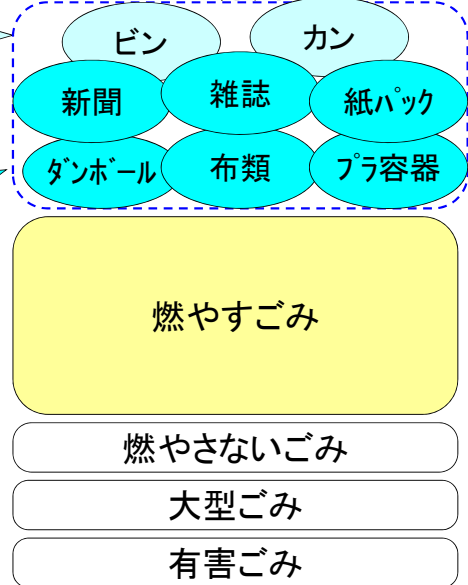 ビン
カン
新聞
雑誌
紙パック
ダンボール
布類
プラ容器
燃やすごみ
燃やさないごみ
大型ごみ
有害ごみ